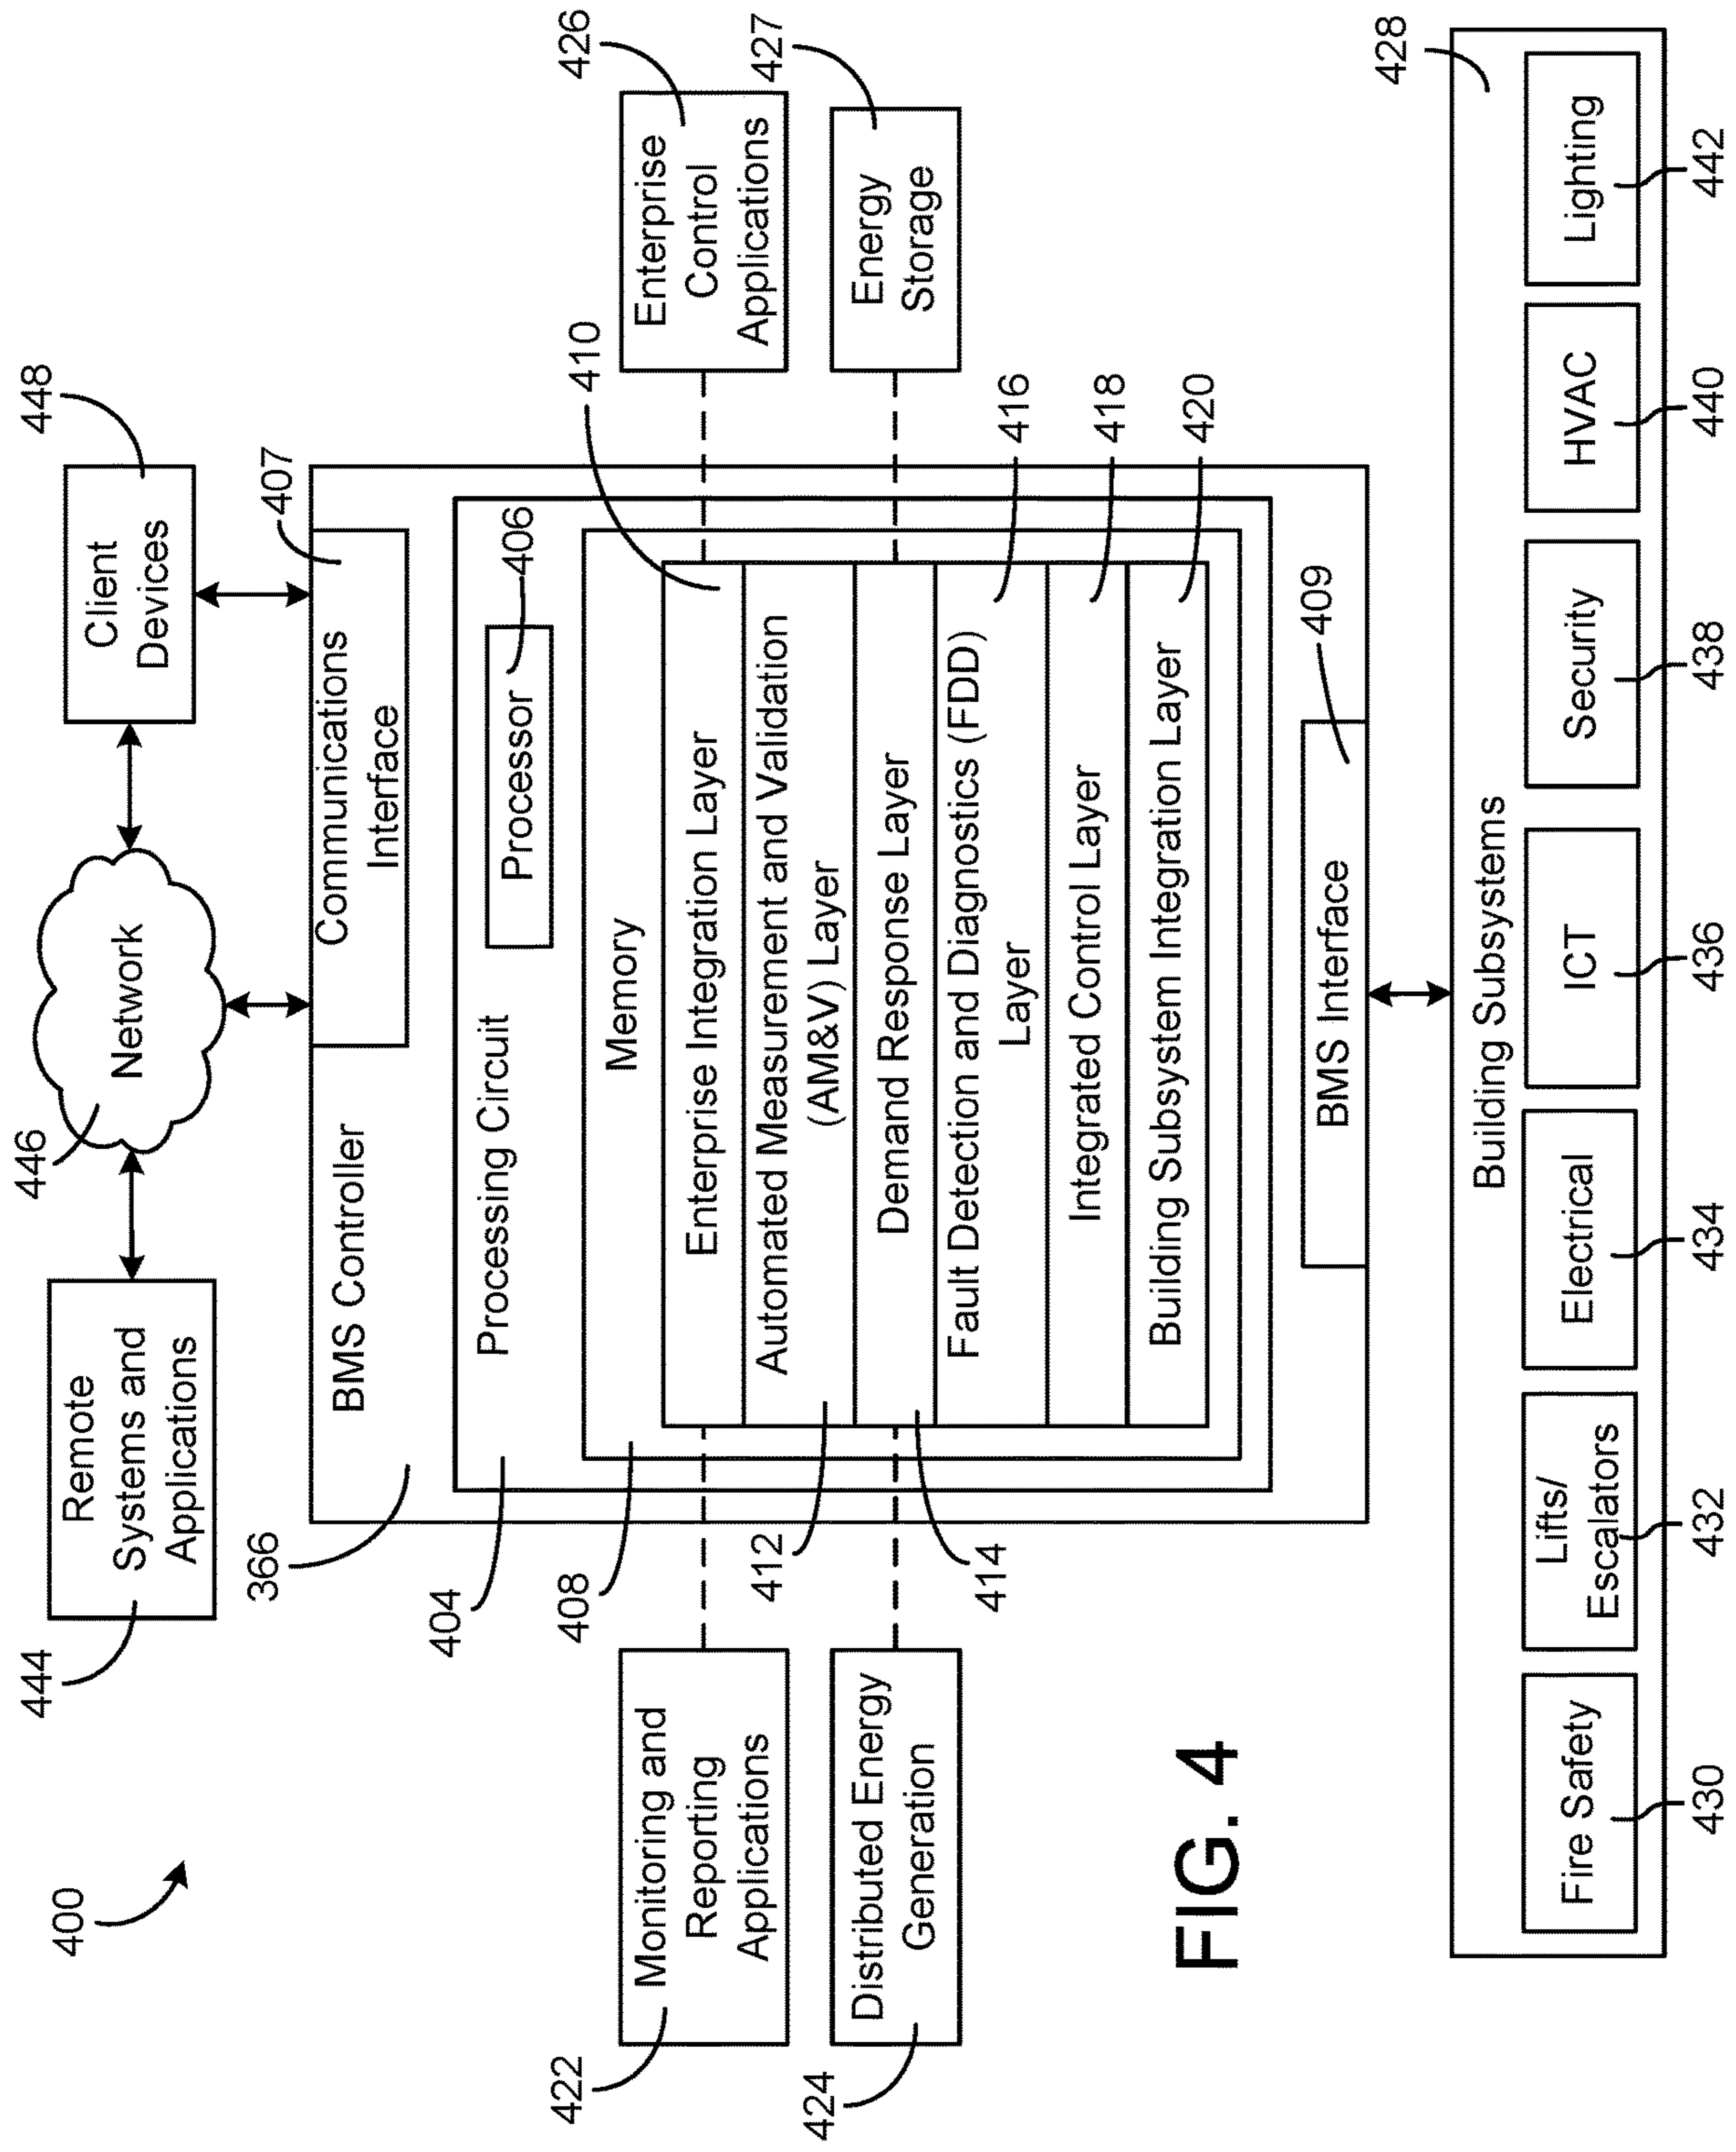 400
444
Remote
Systems and
Applications
446
Network
Client
Devices
448
366
BMS Controller
Communications
Interface
407
404
Processing Circuit
Processor
406
408
Memory
410
Enterprise Integration Layer
Automated Measurement and Validation
(AM&V) Layer
412
Demand Response Layer
414
Fault Detection and Diagnostics (FDD)
Layer
416
Integrated Control Layer
418
Building Subsystem Integration Layer
420
422
Monitoring and
Reporting
Applications
424
Distributed Energy
Generation
426
Enterprise
Control
Applications
427
Energy
Storage
BMS Interface
409
FIG. 4
Building Subsystems
428
Fire Safety
Lifts/
Escalators
Electrical
ICT
Security
HVAC
Lighting
430
432
434
436
438
440
442